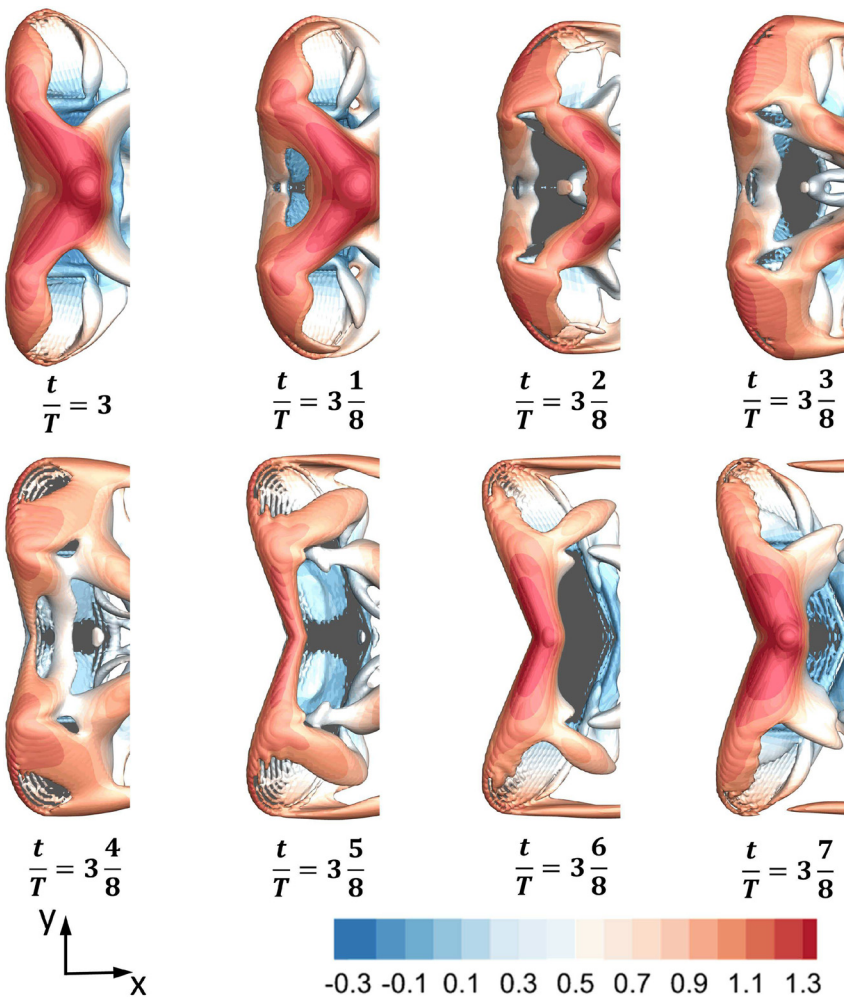 t/T = 3
t/T = 3 1/8
t/T = 3 2/8
t/T = 3 3/8
t/T = 3 4/8
t/T = 3 5/8
t/T = 3 6/8
t/T = 3 7/8
y
x
-0.3 -0.1 0.1 0.3 0.5 0.7 0.9 1.1 1.3